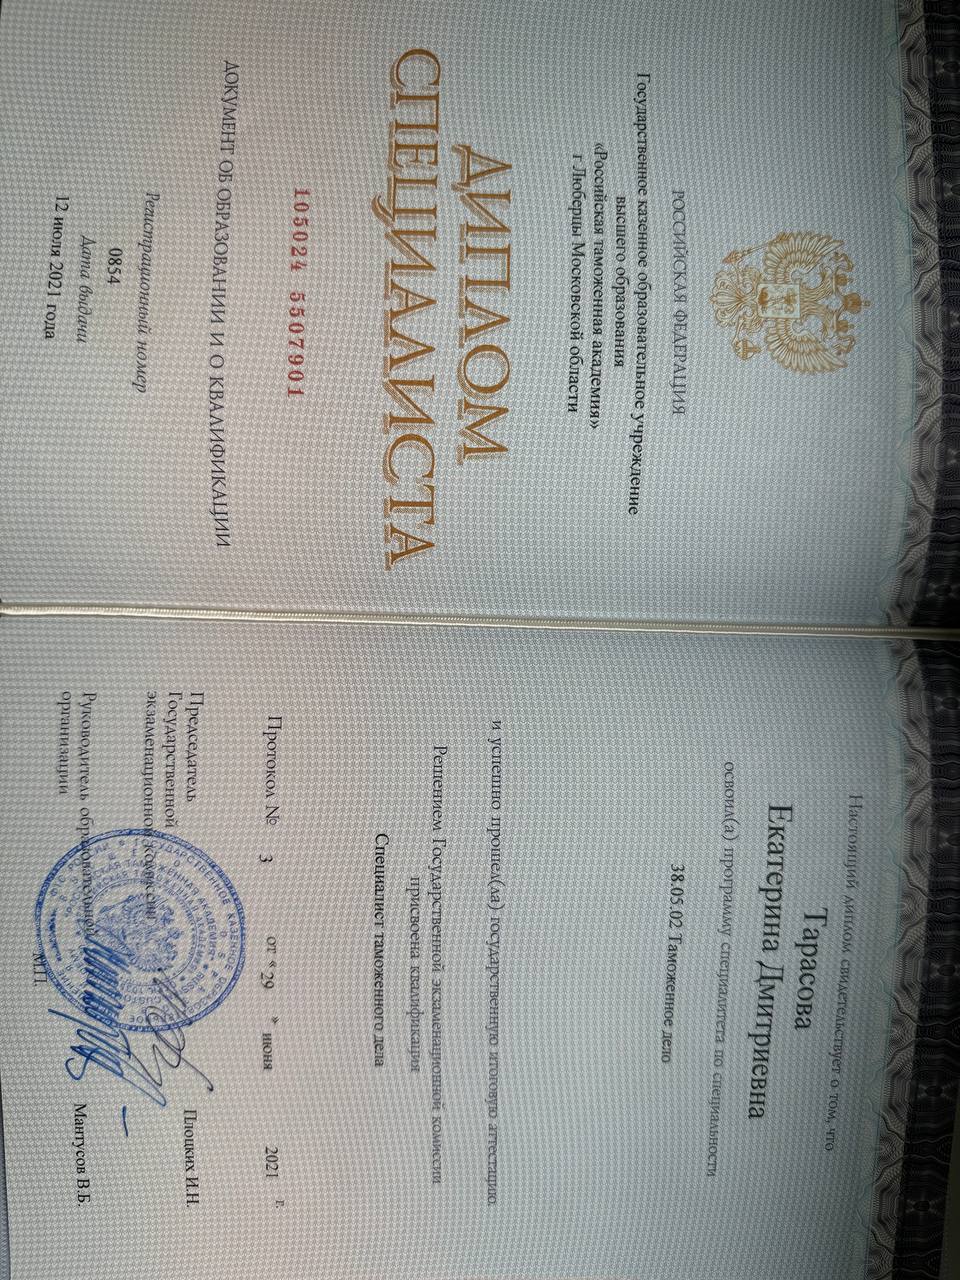 РОССИЙСКАЯ ФЕДЕРАЦИЯ
Государственное казенное образовательное учреждение
высшего образования
«Российская таможенная академия»
г Люберцы Московской области
ДИПЛОМ
СПЕЦИАЛИСТА
105024 5507901
ДОКУМЕНТ ОБ ОБРАЗОВАНИИ И О КВАЛИФИКАЦИИ
Регистрационный номер
0854
Дата выдачи
12 июля 2021 года
Настоящий диплом свидетельствует о том, что
Тарасова
Екатерина Дмитриевна
освоил(а) программу специалитета по специальности
38.05.02 Таможенное дело
и успешно прошел(ла) государственную итоговую аттестацию.
Решением Государственной экзаменационной комиссии
присвоена квалификация
Специалист таможенного дела
Протокол № 3 от « 29 » июня 2021 г.
Председатель
Государственной
экзаменационной комиссии
Плоцких И.Н.
Руководитель образовательной
организации
Мантусов В.Б.
М.П.